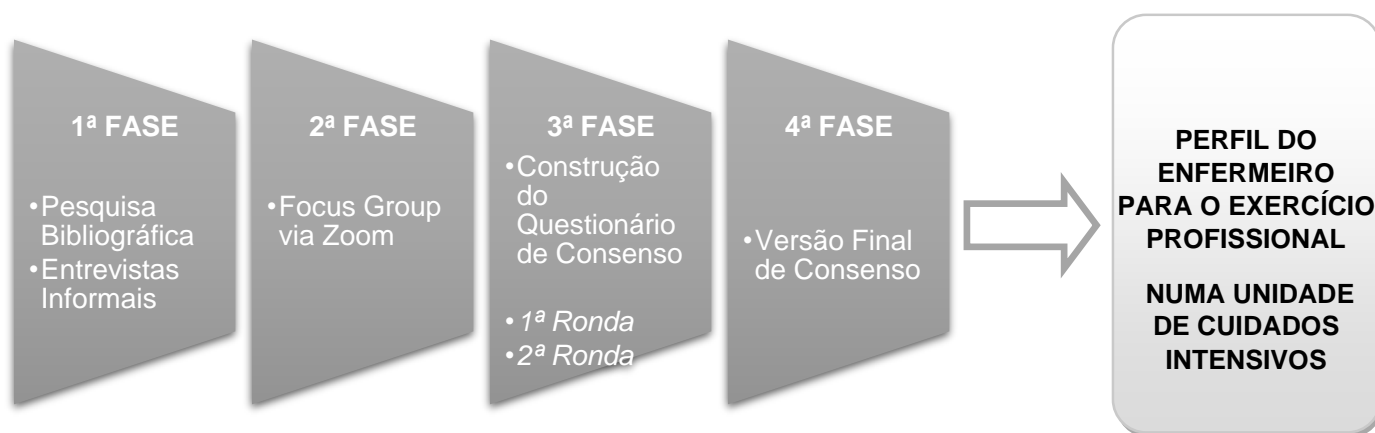 1ª FASE
•Pesquisa
Bibliográfica
•Entrevistas
Informais
2ª FASE
•Focus Group
via Zoom
3ª FASE
•Construção
do
Questionário
de Consenso
•1ª Ronda
•2ª Ronda
4ª FASE
•Versão Final
de Consenso
PERFIL DO
ENFERMEIRO
PARA O EXERCÍCIO
PROFISSIONAL
NUMA UNIDADE
DE CUIDADOS
INTENSIVOS